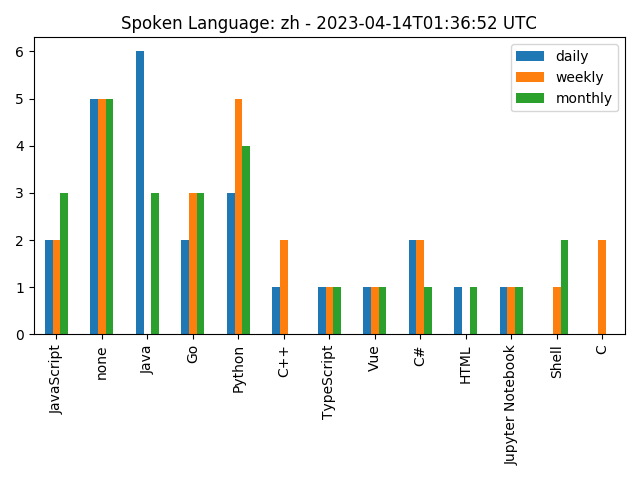 Spoken Language: zh - 2023-04-14T01:36:52 UTC
daily
weekly
monthly
6
5
4
3
2
1
0
JavaScript
none
Java
Go
Python
C++
TypeScript
Vue
C#
HTML
Jupyter Notebook
Shell
C